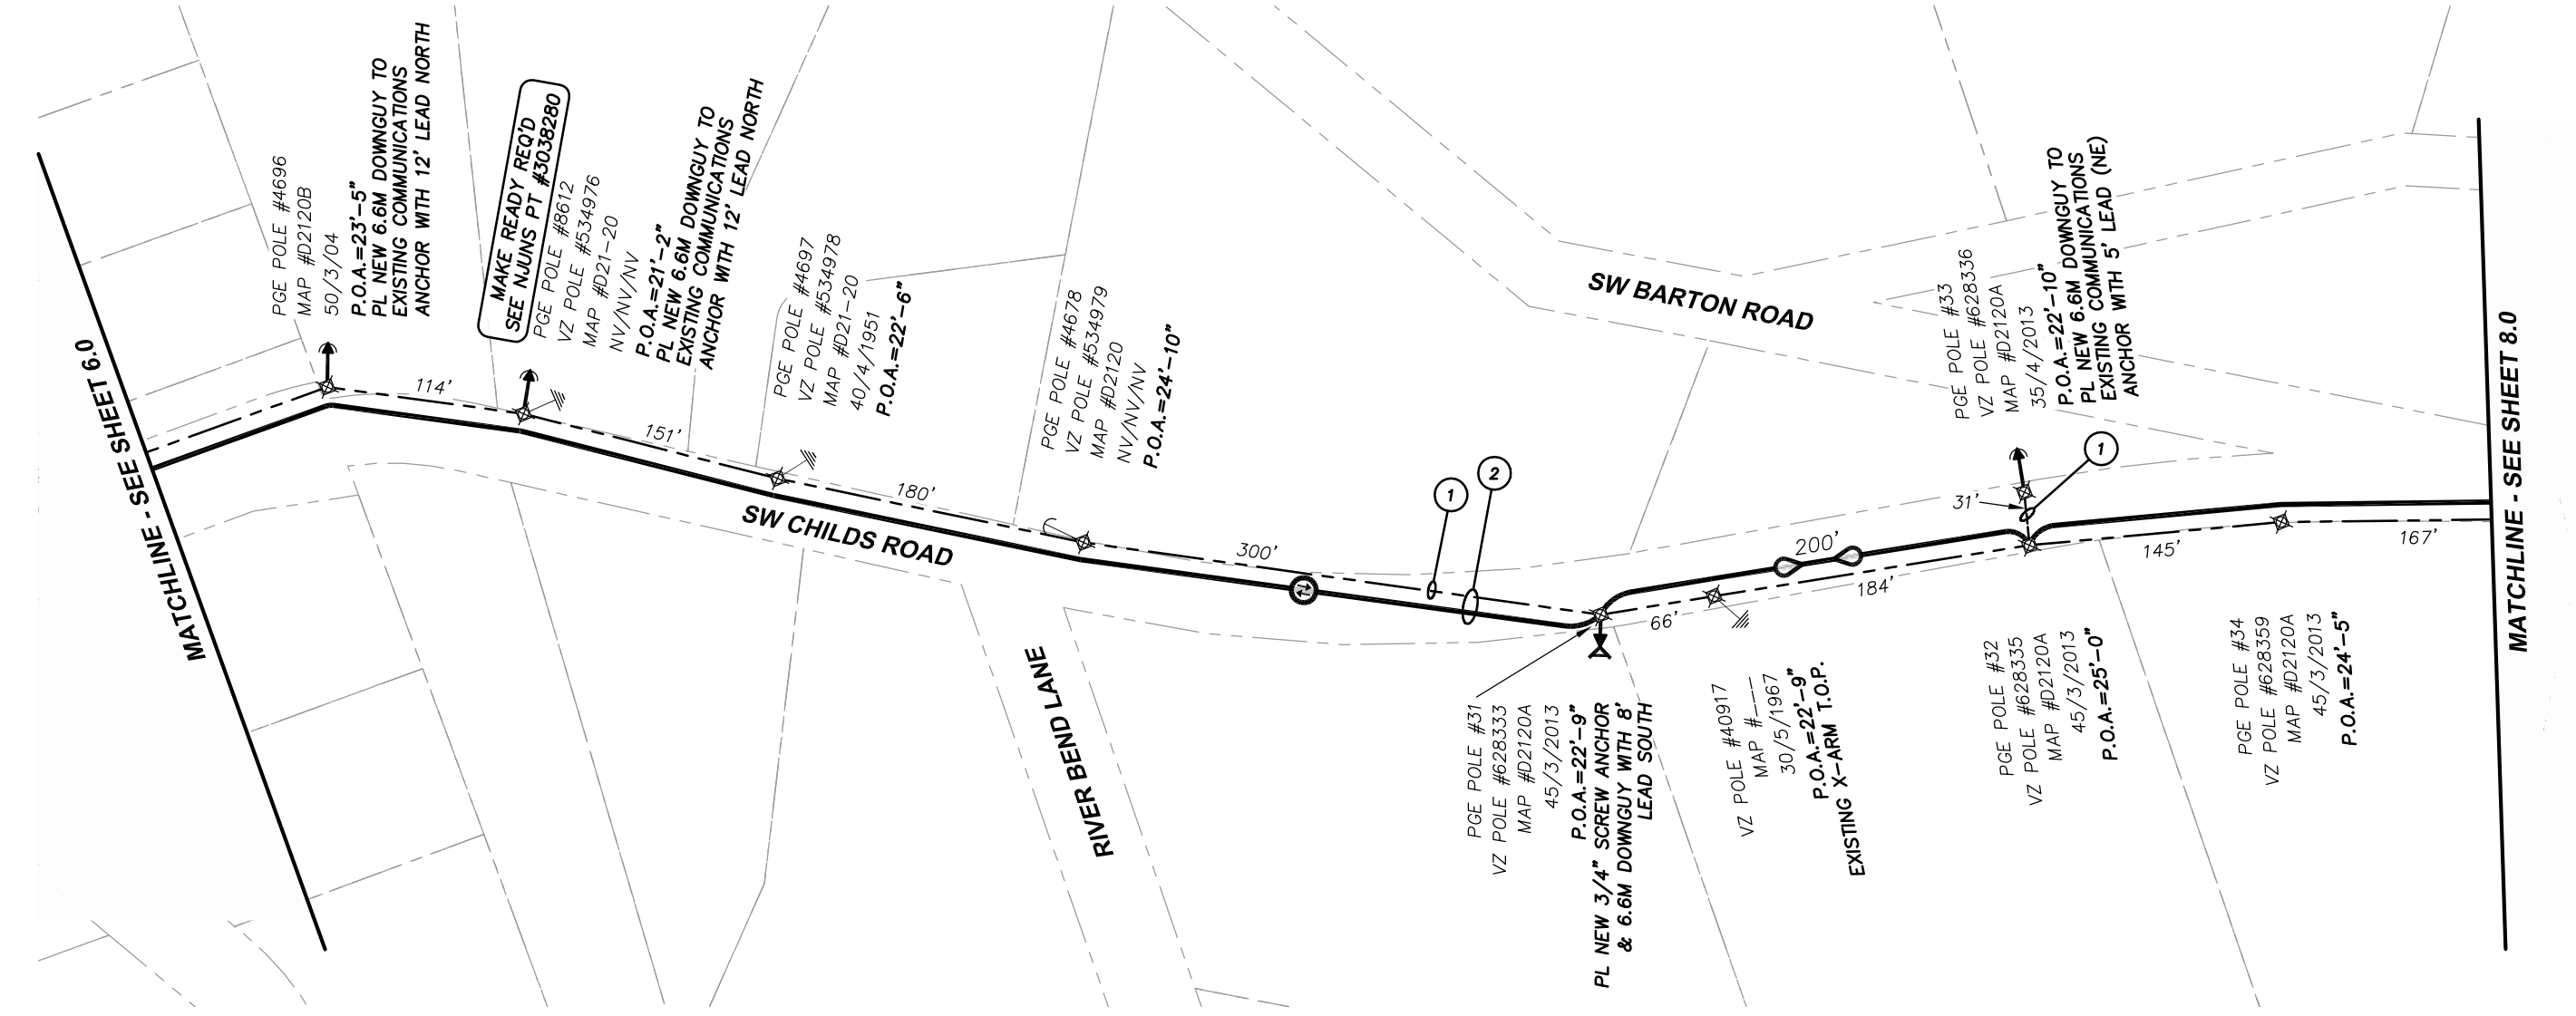 MATCHLINE - SEE SHEET 6.0
PGE POLE #4696
MAP #D2120B
50/3/04
P.O.A.=23'-5"
PL NEW 6.6M DOWNGUY TO
EXISTING COMMUNICATIONS
ANCHOR WITH 12' LEAD NORTH
114'
MAKE READY REQ'D
SEE NJUNS PT #3038280
PGE POLE #8612
VZ POLE #534976
MAP #D21-20
NV/NV/NV
P.O.A.=21'-2"
PL NEW 6.6M DOWNGUY TO
EXISTING COMMUNICATIONS
ANCHOR WITH 12' LEAD NORTH
151'
PGE POLE #4697
VZ POLE #534978
MAP #D21-20
40/4/1951
P.O.A.=22'-6"
180'
SW CHILDS ROAD
PGE POLE #4678
VZ POLE #534979
MAP #D2120
NV/NV/NV
P.O.A.=24'-10"
300'
RIVER BEND LANE
1
2
SW BARTON ROAD
PGE POLE #31
VZ POLE #628333
MAP #D2120A
45/3/2013
P.O.A.=22'-9"
PL NEW 3/4" SCREW ANCHOR
& 6.6M DOWNGUY WITH 8'
LEAD SOUTH
66'
VZ POLE #40917
MAP #---
30/5/1967
P.O.A.=22'-9"
EXISTING X-ARM T.O.P.
200'
184'
PGE POLE #33
VZ POLE #628336
MAP #D2120A
35/4/2013
P.O.A.=22'-10"
PL NEW 6.6M DOWNGUY TO
EXISTING COMMUNICATIONS
ANCHOR WITH 5' LEAD (NE)
31'
1
PGE POLE #32
VZ POLE #628335
MAP #D2120A
45/3/2013
P.O.A.=25'-0"
145'
PGE POLE #34
VZ POLE #628359
MAP #D2120A
45/3/2013
P.O.A.=24'-5"
167'
MATCHLINE - SEE SHEET 8.0